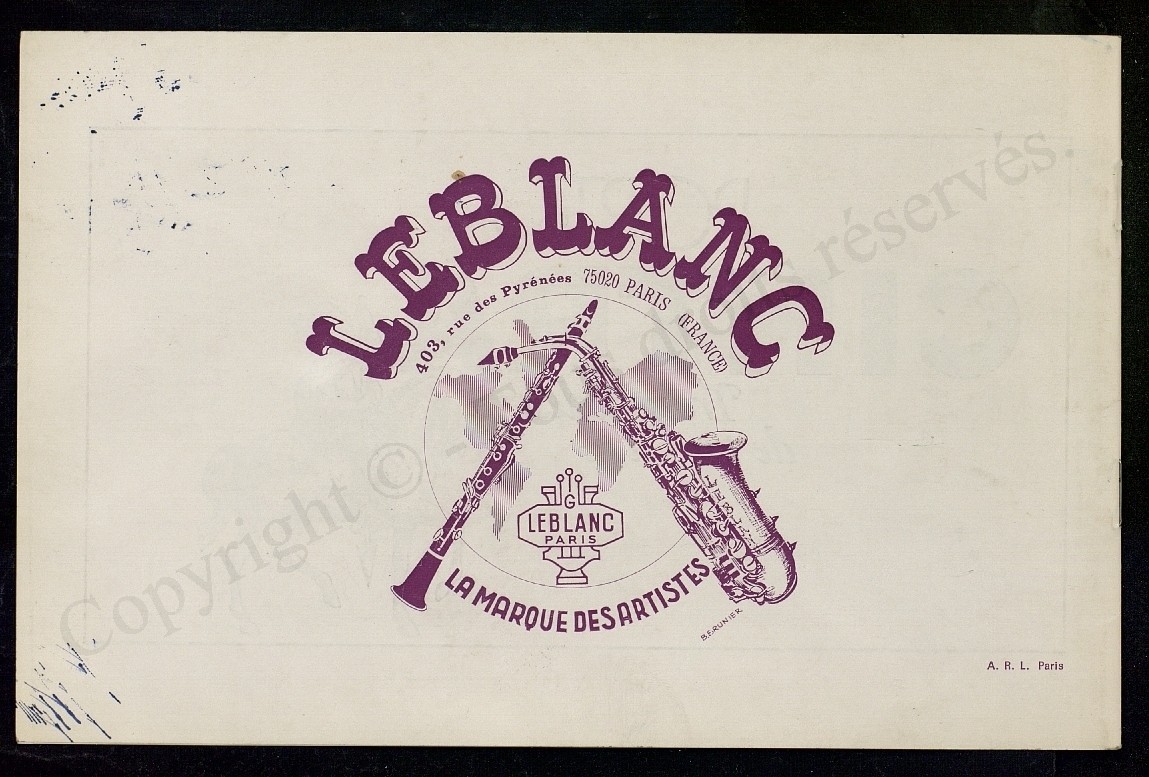 LEBLANC
403, rue des Pyrénées 75020 PARIS (FRANCE)
G
LEBLANC
PARIS
LA MARQUE DES ARTISTES
A. R. L. Paris
Copyright © - Tous droits réservés.